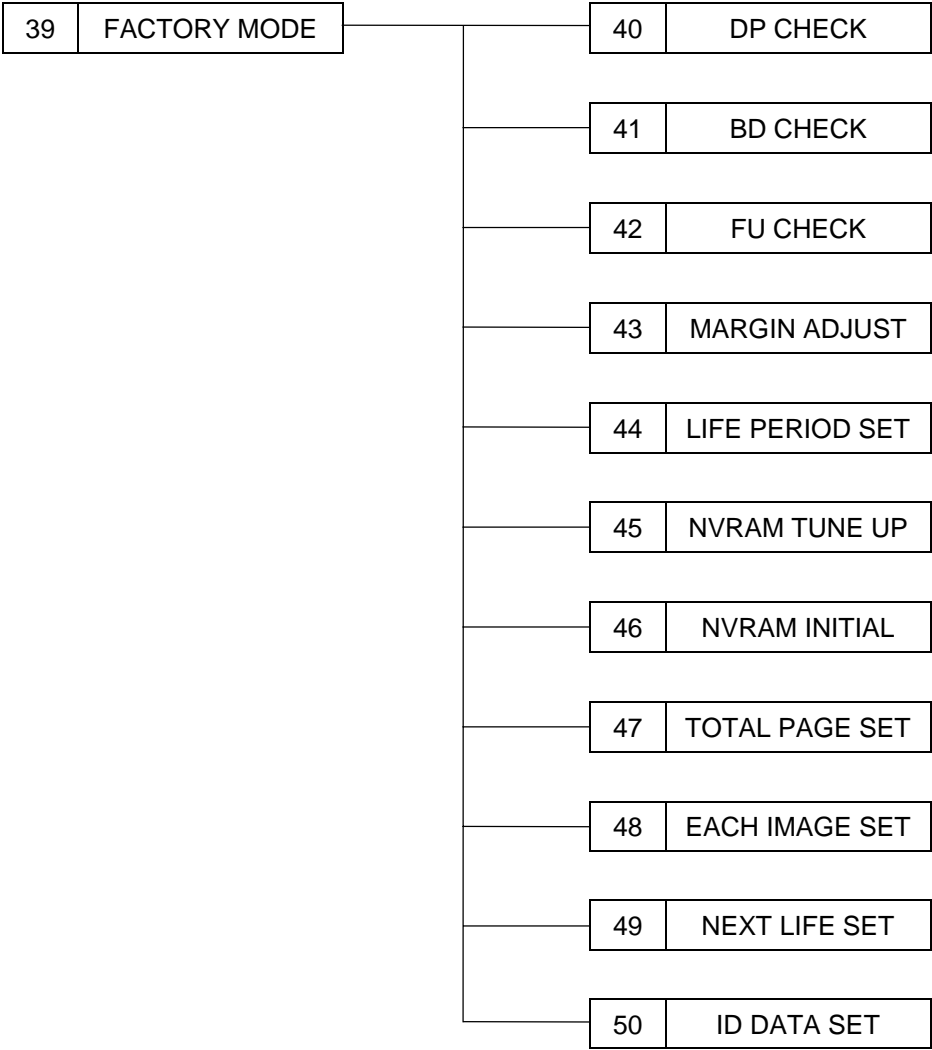 39 FACTORY MODE
40 DP CHECK
41 BD CHECK
42 FU CHECK
43 MARGIN ADJUST
44 LIFE PERIOD SET
45 NVRAM TUNE UP
46 NVRAM INITIAL
47 TOTAL PAGE SET
48 EACH IMAGE SET
49 NEXT LIFE SET
50 ID DATA SET